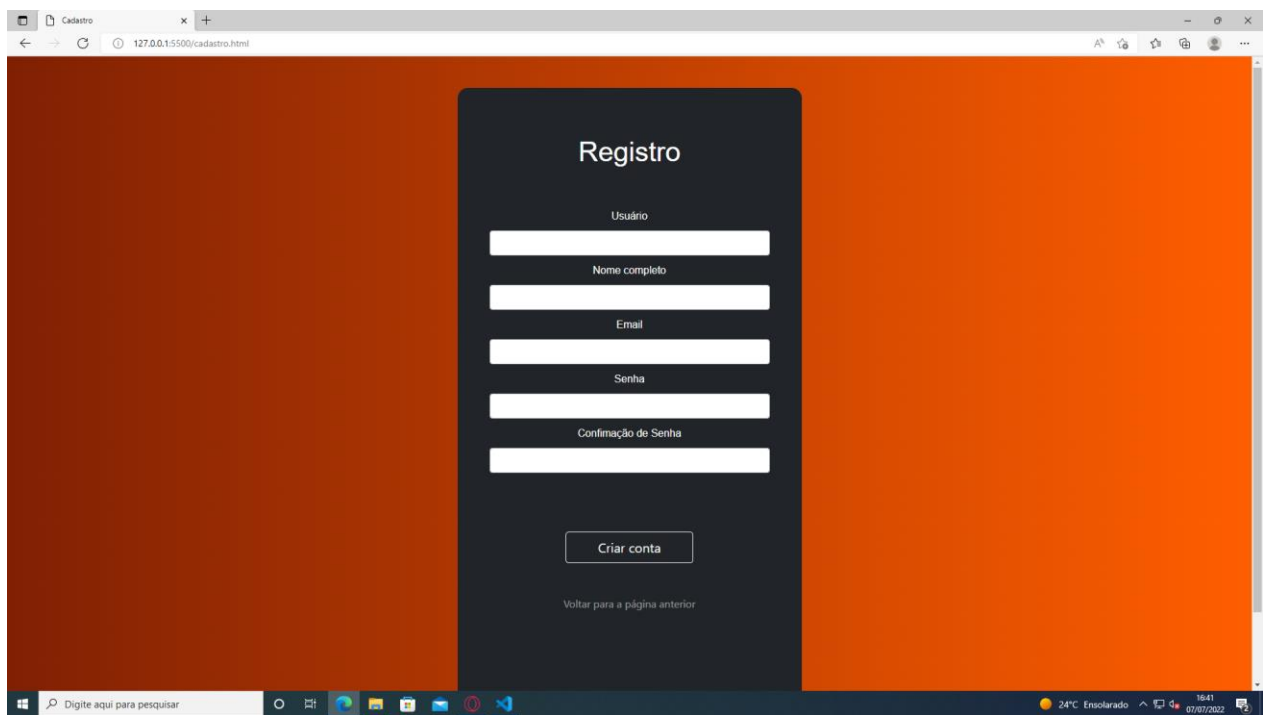 Cadastro
127.0.0.1:5500/cadastro.html
Registro
Usuário
Nome completo
Email
Senha
Confimação de Senha
Criar conta
Voltar para a página anterior
Digite aqui para pesquisar
24°C Ensolarado
16:41
07/07/2022
2